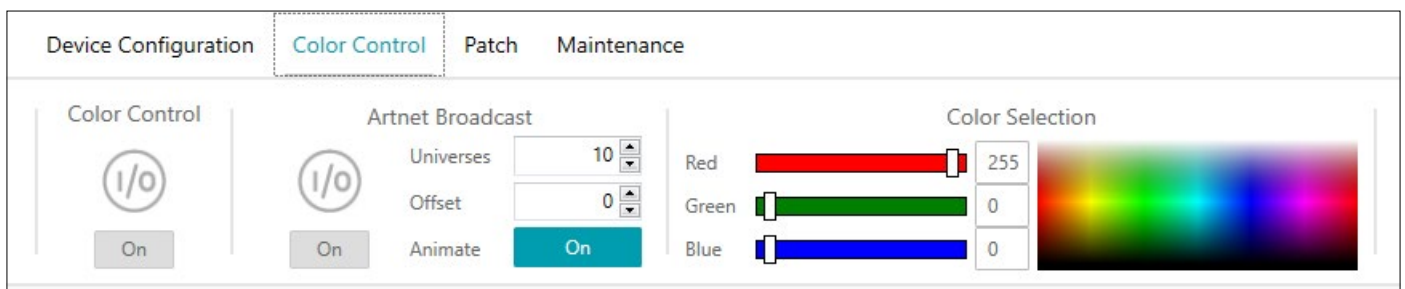 Device Configuration Color Control Patch Maintenance
Color Control Artnet Broadcast Color Selection
I/O I/O Universes 10 Red 255
Offset 0 Green 0
On On Animate On Blue 0